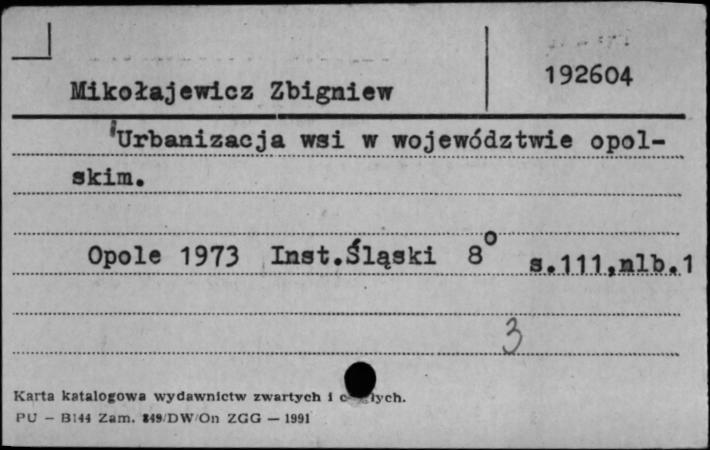 192604
Mikołajewicz Zbigniew
Urbanizacja wsi w województwie opol-
skim.
Opole 1973 Inst.Śląski 8° s.111,nlb.1
3
Karta katalogowa wydawnictw zwartych i
PU — B144 Zam. 849/DW/On ZGG — 1991